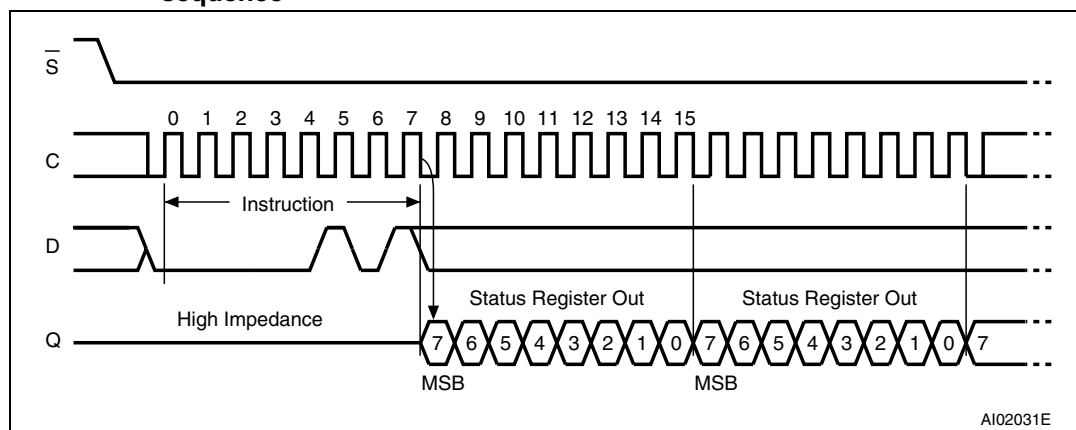 sequence
S
0 1 2 3 4 5 6 7 8 9 10 11 12 13 14 15
C
Instruction
D
Status Register Out Status Register Out
High Impedance
Q 7 6 5 4 3 2 1 0 7 6 5 4 3 2 1 0 7
MSB MSB
AI02031E